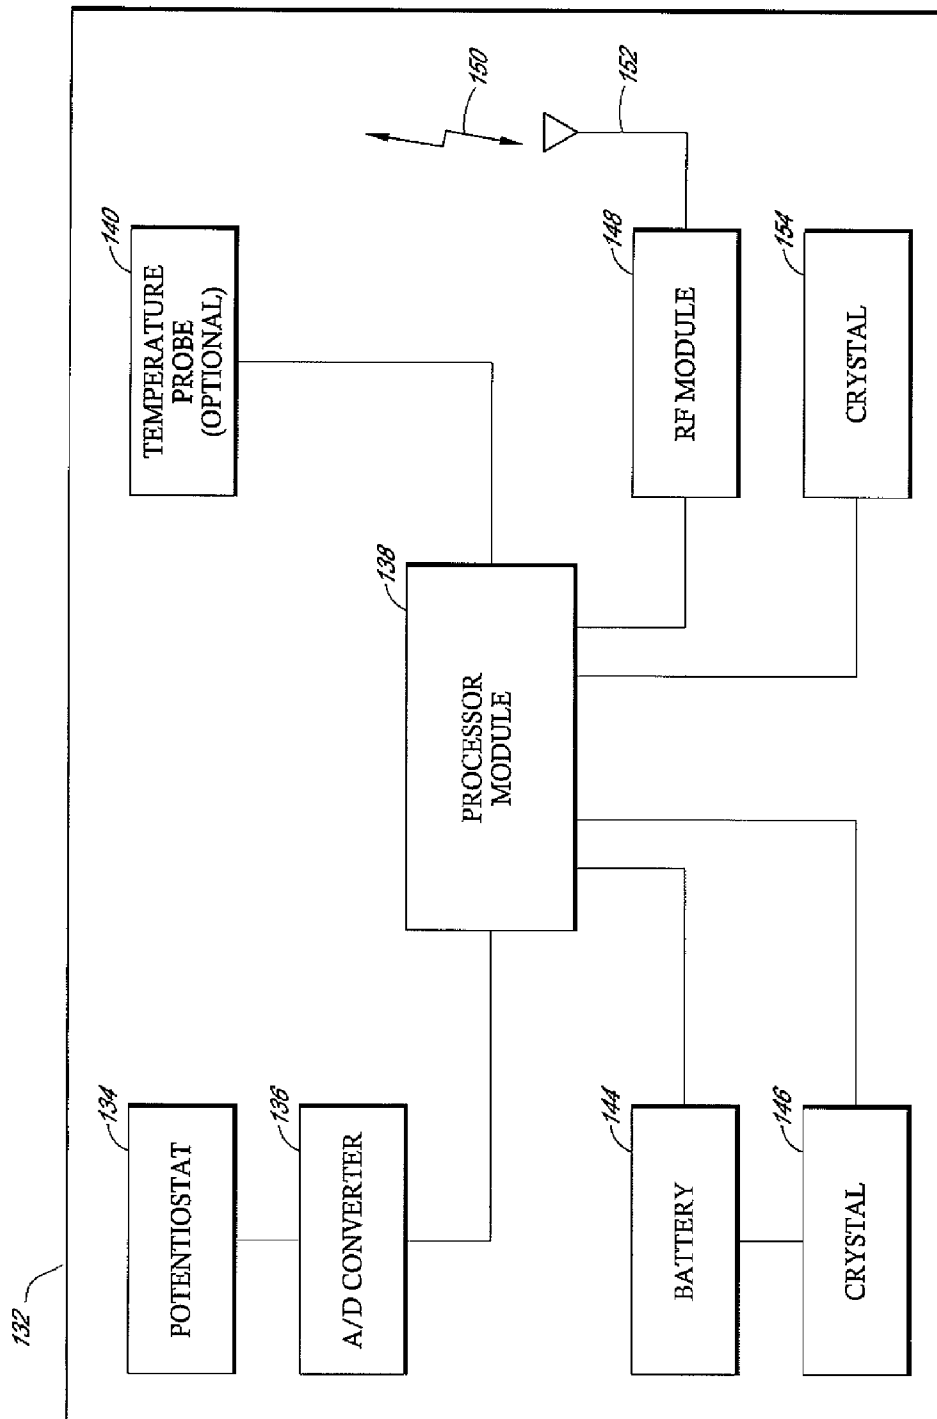 132
134
POTENTIOSTAT
136
A/D CONVERTER
138
PROCESSOR
MODULE
140
TEMPERATURE
PROBE
(OPTIONAL)
144
BATTERY
146
CRYSTAL
148
RF MODULE
150
152
154
CRYSTAL